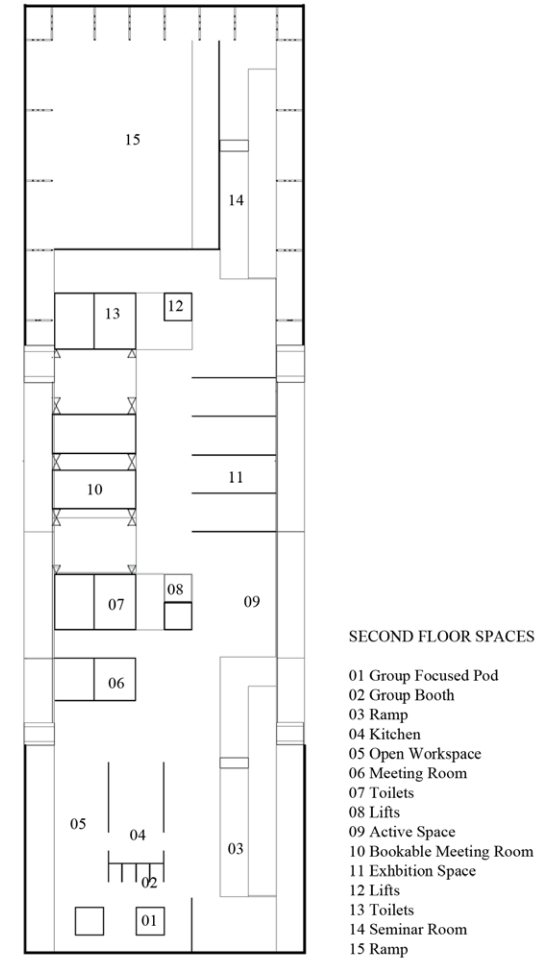 15
14
12
13
11
10
08
07
09
06
05
04
03
02
01
SECOND FLOOR SPACES
01 Group Focused Pod
02 Group Booth
03 Ramp
04 Kitchen
05 Open Workspace
06 Meeting Room
07 Toilets
08 Lifts
09 Active Space
10 Bookable Meeting Room
11 Exhbition Space
12 Lifts
13 Toilets
14 Seminar Room
15 Ramp